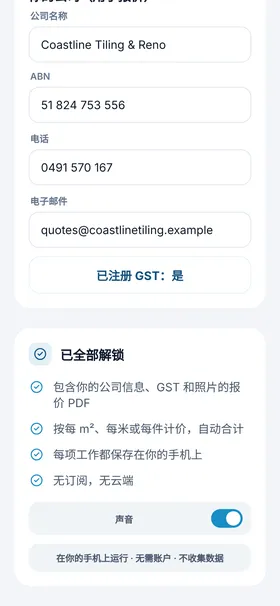 公司名称
Coastline Tiling & Reno
ABN
51 824 753 556
电话
0491 570 167
电子邮件
quotes@coastlinetiling.example
已注册 GST：是
已全部解锁
包含你的公司信息、GST 和照片的报
价 PDF
按每 m²、每米或每件计价，自动合计
每项工作都保存在你的手机上
无订阅，无云端
声音
在你的手机上运行 · 无需账户 · 不收集数据